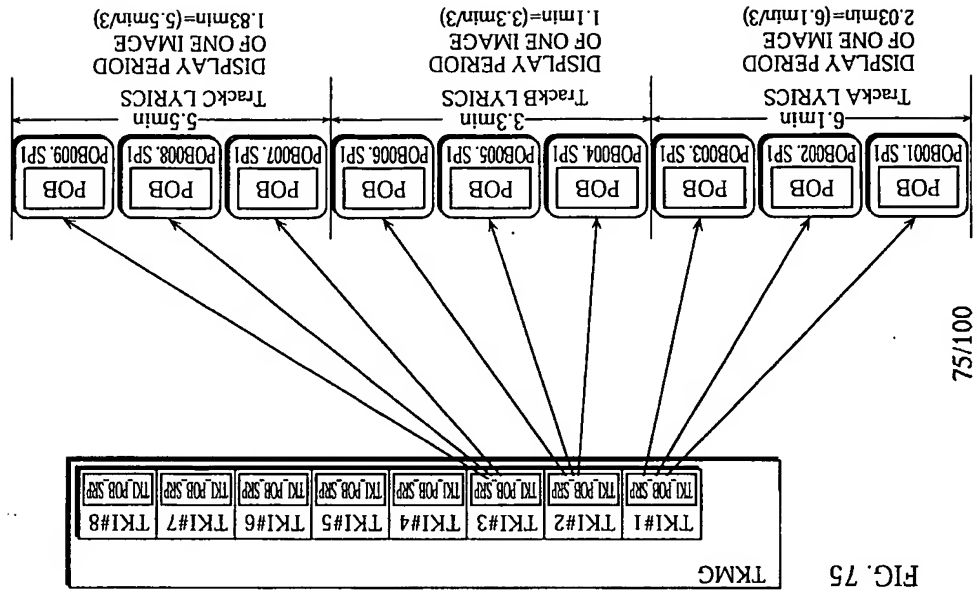 FIG. 75
TKMG
TKI#1 TKI#2 TKI#3 TKI#4 TKI#5 TKI#6 TKI#7 TKI#8
TKI_POB_SRP TKI_POB_SRP TKI_POB_SRP TKI_POB_SRP TKI_POB_SRP TKI_POB_SRP TKI_POB_SRP TKI_POB_SRP
75/100
POB POB POB POB POB POB POB POB POB
POB001. SP1 POB002. SP1 POB003. SP1 POB004. SP1 POB005. SP1 POB006. SP1 POB007. SP1 POB008. SP1 POB009. SP1
6.1min
TrackA LYRICS
DISPLAY PERIOD
OF ONE IMAGE
2.03min=(6.1min/3)
3.3min
TrackB LYRICS
DISPLAY PERIOD
OF ONE IMAGE
1.1min=(3.3min/3)
5.5min
TrackC LYRICS
DISPLAY PERIOD
OF ONE IMAGE
1.83min=(5.5min/3)